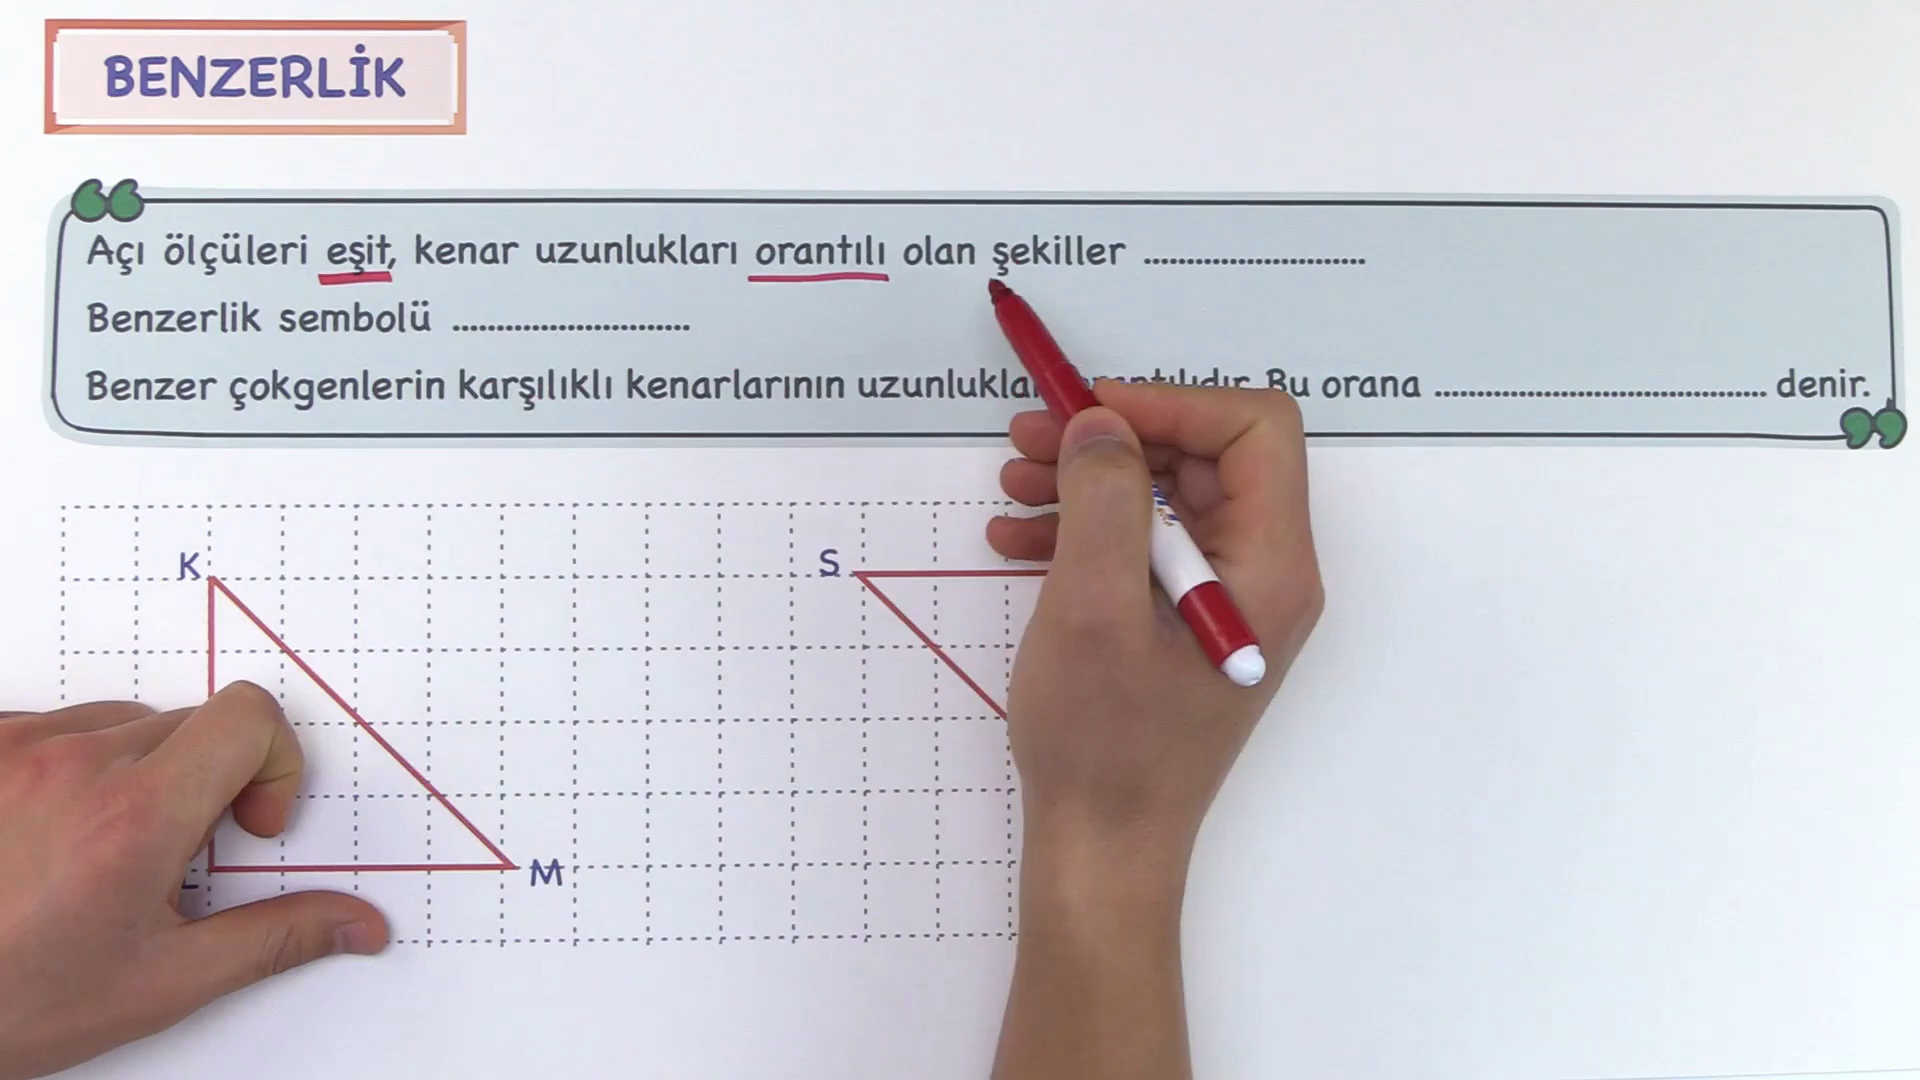 BENZERLİK
Açı ölçüleri eşit, kenar uzunlukları orantılı olan şekiller ..........................
Benzerlik sembolü ...........................
Benzer çokgenlerin karşılıklı kenarlarının uzunlukla orantılıdır. Bu orana ...................................... denir.
K
S
L
M